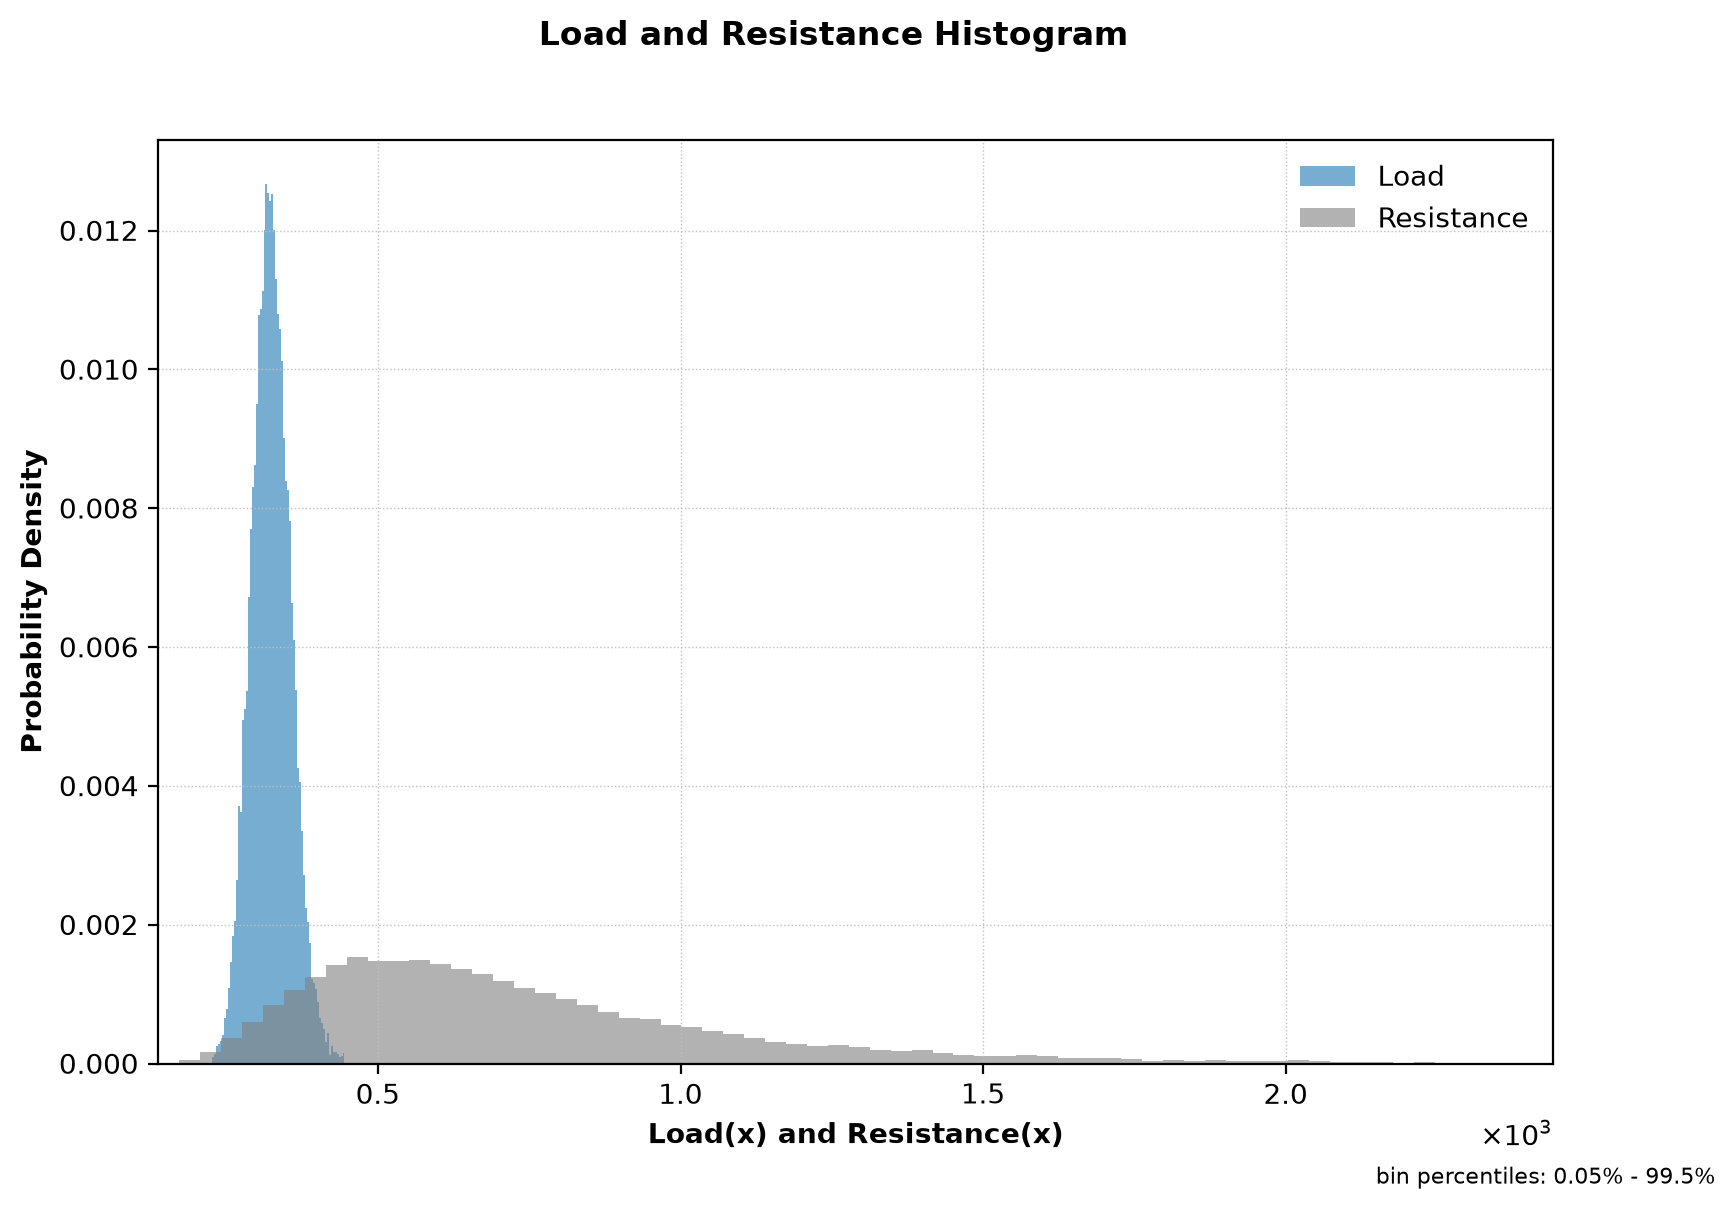 Load and Resistance Histogram
Load
Resistance
0.012
0.010
0.008
0.006
0.004
0.002
0.000
Probability Density
0.5 1.0 1.5 2.0
Load(x) and Resistance(x)
×10³
bin percentiles: 0.05% - 99.5%